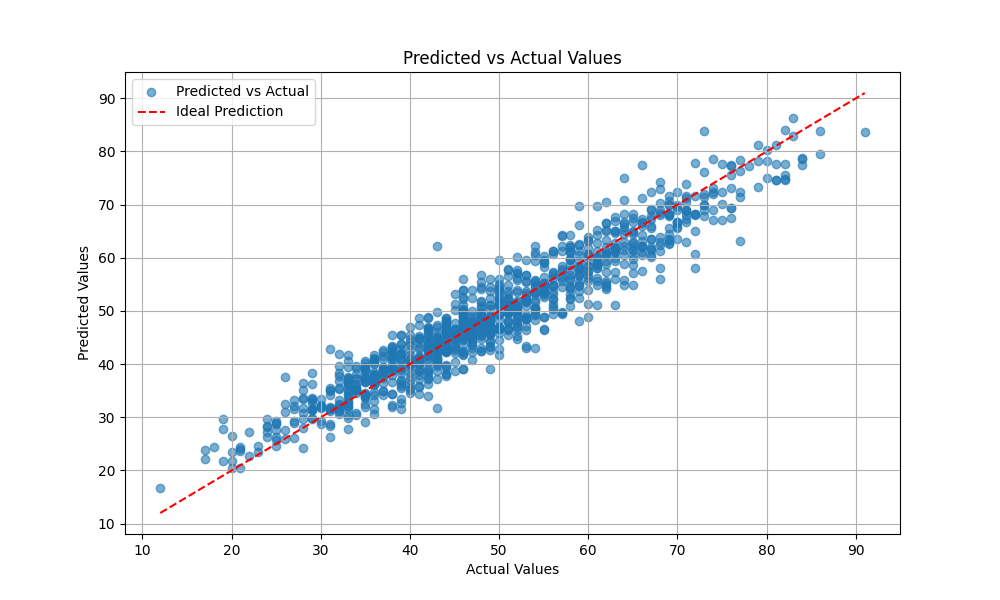 Predicted vs Actual Values
Predicted vs Actual
Ideal Prediction
90
80
70
60
50
40
30
20
10
Predicted Values
10 20 30 40 50 60 70 80 90
Actual Values